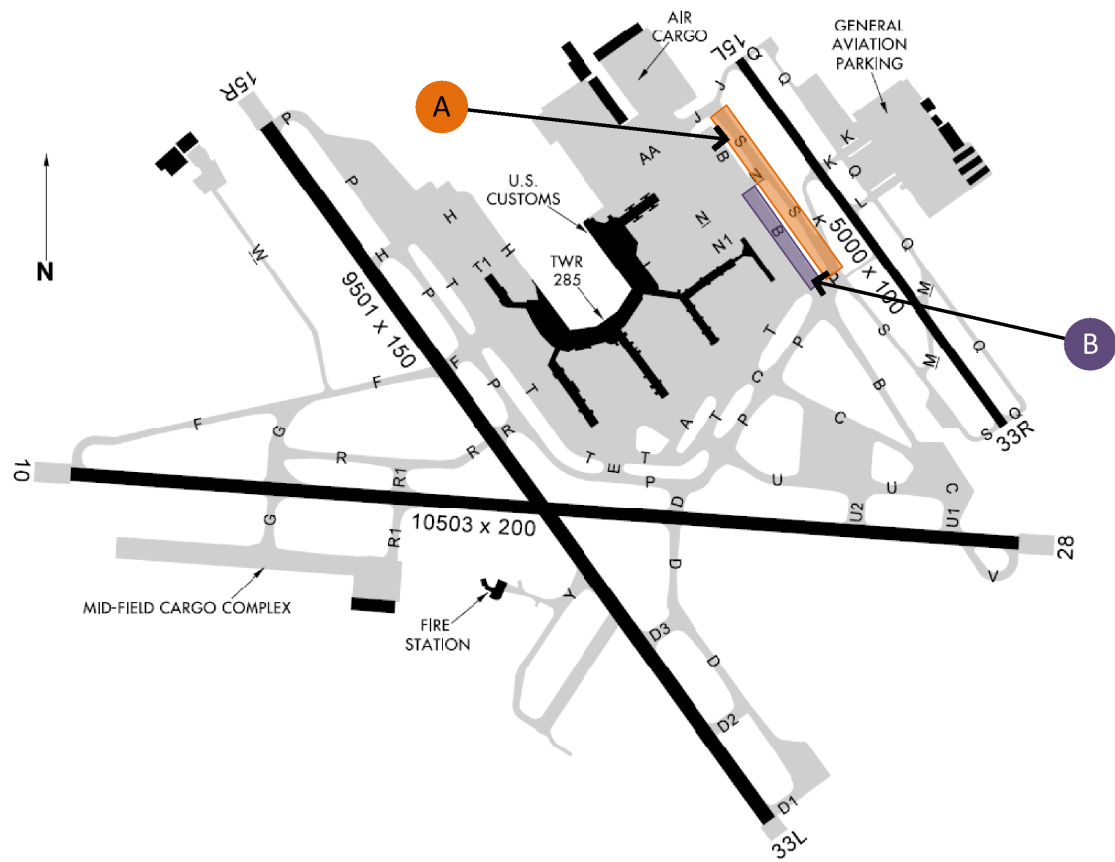 AIR
CARGO
GENERAL
AVIATION
PARKING
15L
Q
Q
15R
A
J
J
P
S
B
K
K
Q
AA
N
U.S.
CUSTOMS
P
H
L
S
K
N
B
N1
Q
W
H
H
T1
TWR
285
5000 x 100
N
T
P
9501 x 150
M
S
B
T
P
Q
M
F
F
P
T
C
B
F
A
T
P
C
Q
S
33R
G
R
R
R
T
E
T
P
U
U
C
10
R1
D
U2
U1
G
10503 x 200
R1
28
D
V
MID-FIELD CARGO COMPLEX
FIRE
STATION
Y
D3
D
D2
D1
33L